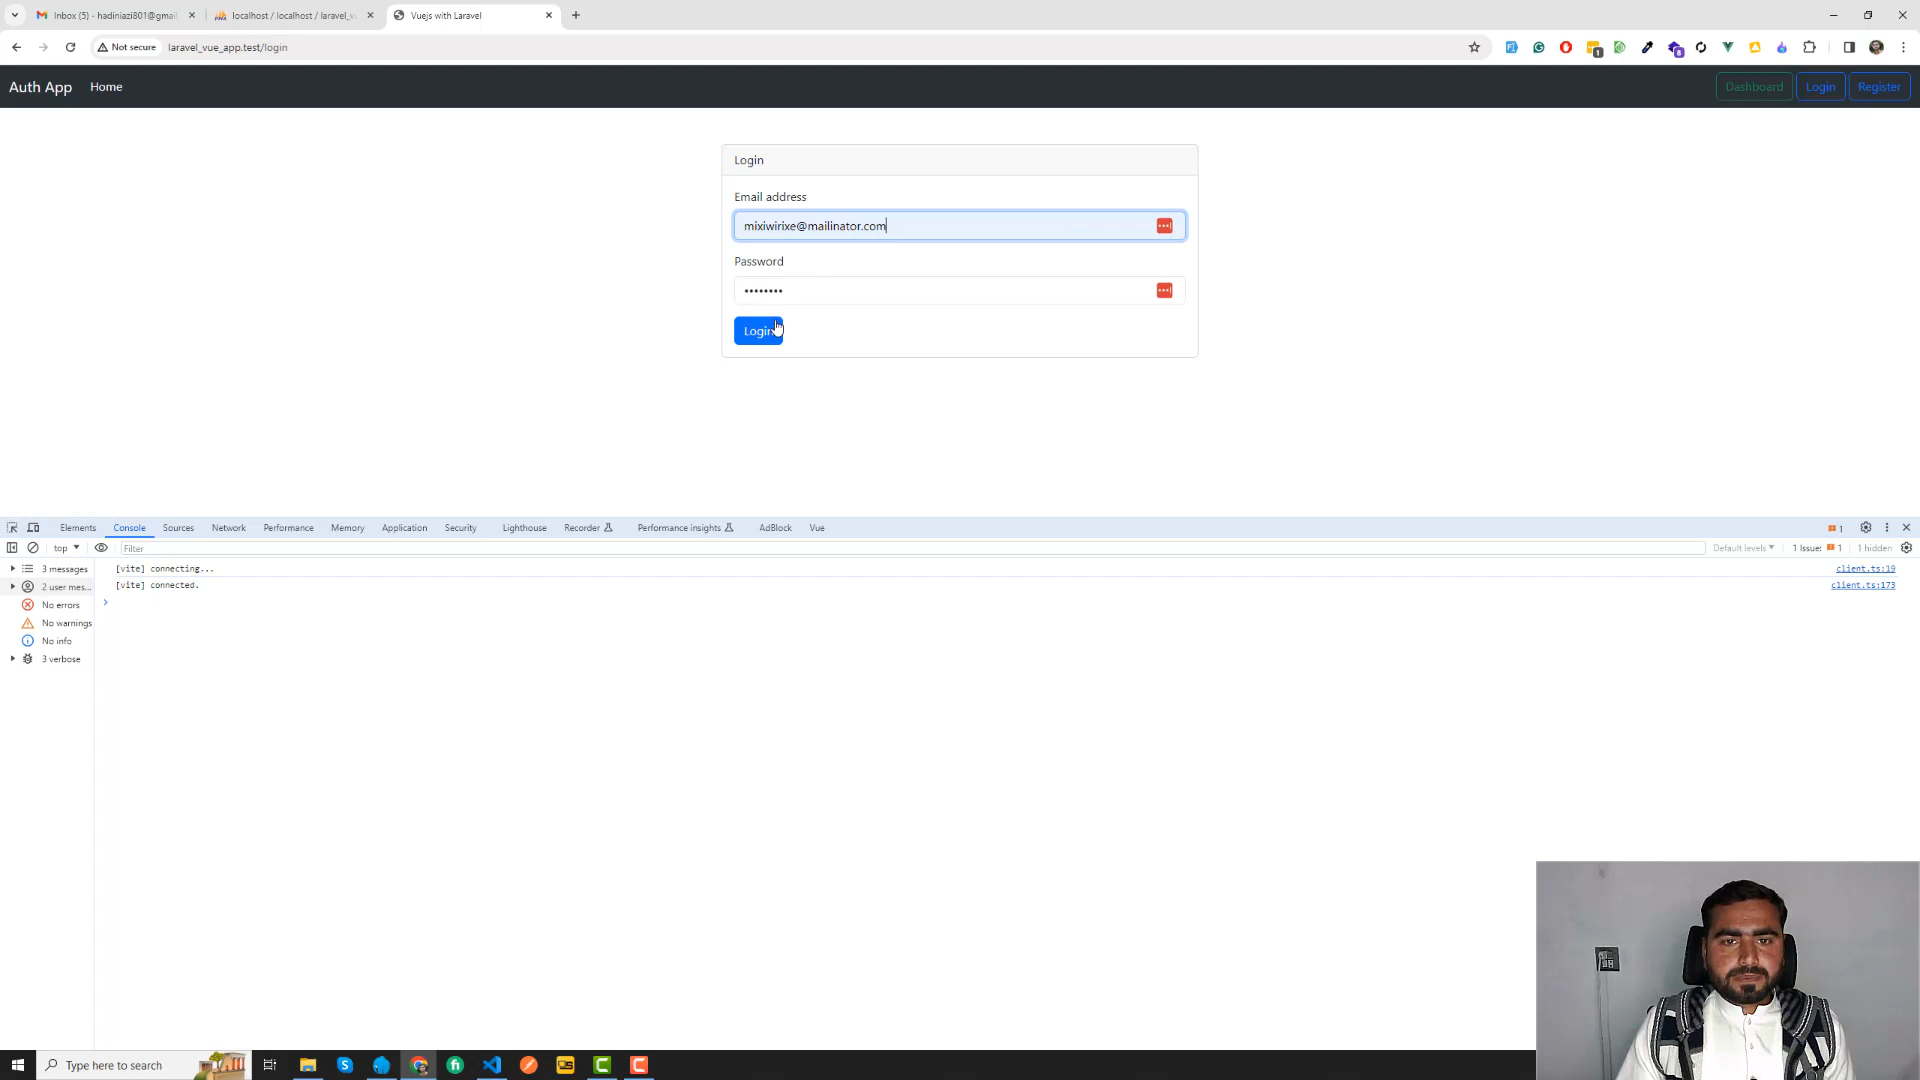 Inbox (5) - hadiniazi801@gmail
localhost / localhost / laravel_v
Vuejs with Laravel
Not secure
laravel_vue_app.test/login
1
8
Auth App
Home
Dashboard
Login
Register
Login
Email address
mixiwirixe@mailinator.com
Password
••••••••
Login
Elements
Console
Sources
Network
Performance
Memory
Application
Security
Lighthouse
Recorder
Performance insights
AdBlock
Vue
1
top
Filter
Default levels
1 Issue:
1
1 hidden
3 messages
[vite] connecting...
client.ts:19
2 user mes...
[vite] connected.
client.ts:173
No errors
No warnings
No info
3 verbose
Type here to search